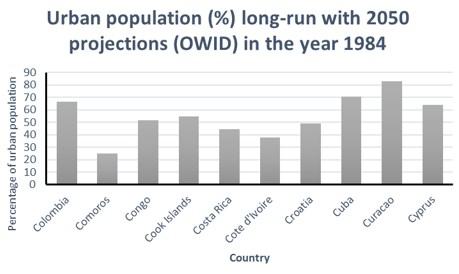 Urban population (%) long-run with 2050
projections (OWID) in the year 1984
Percentage of urban population
90
80
70
60
50
40
30
20
10
0
Colombia
Comoros
Congo
Cook Islands
Costa Rica
Cote d'Ivoire
Croatia
Cuba
Curacao
Cyprus
Country